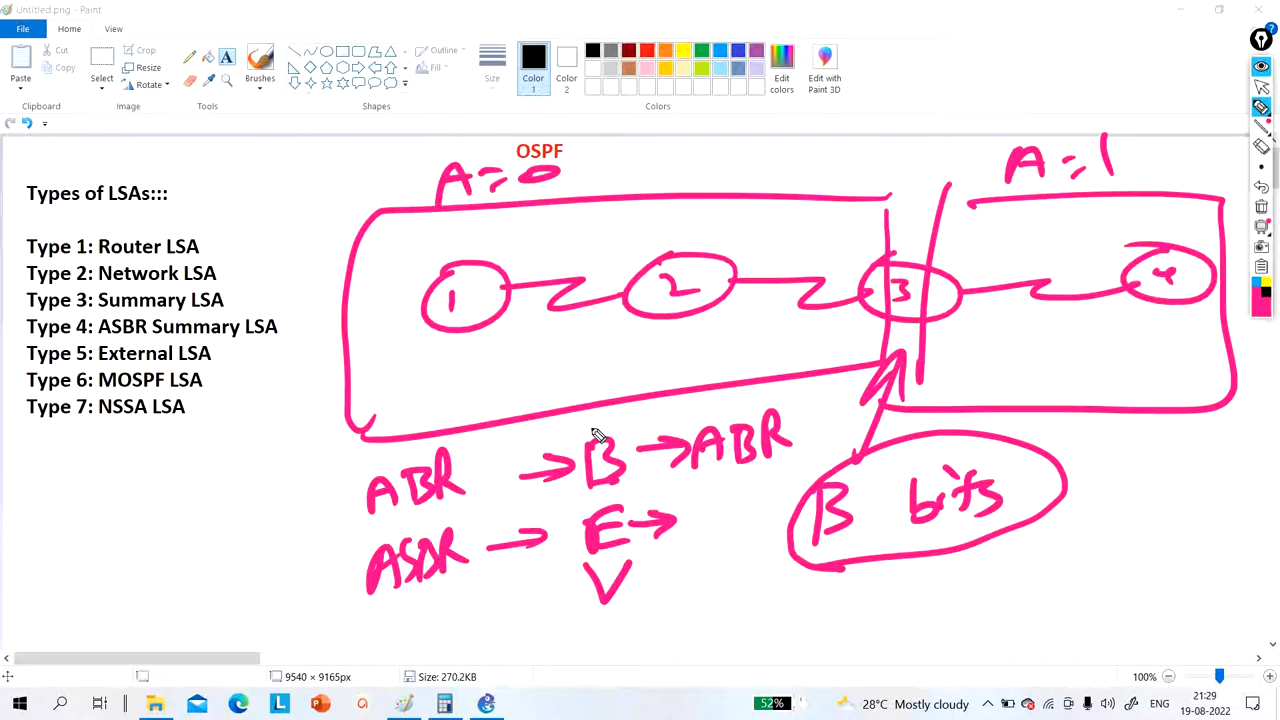 Untitled.png - Paint
File Home View
Paste Cut Copy Select Crop Resize Rotate Brushes Outline Fill Size Color 1 Color 2 Edit colors Edit with Paint 3D
Clipboard Image Tools Shapes Colors
OSPF
A = 0
A = 1
Types of LSAs:::
Type 1: Router LSA
Type 2: Network LSA
Type 3: Summary LSA
Type 4: ASBR Summary LSA
Type 5: External LSA
Type 6: MOSPF LSA
Type 7: NSSA LSA
1 2 3 4
ABR → B → ABR
B bits
ASBR → E →
V
9540 × 9165px Size: 270.2KB 100%
52% 28°C Mostly cloudy ENG 21:29 19-08-2022